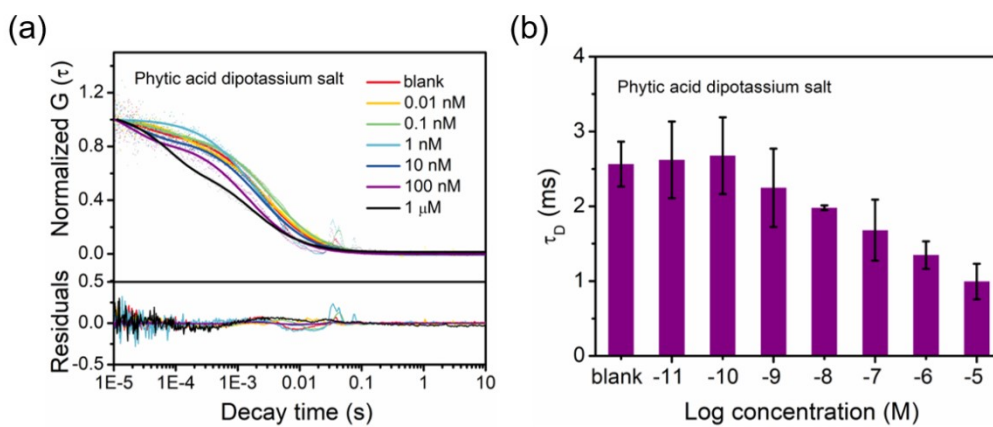 (a)
Normalized G (τ)
1.2
0.8
0.4
0.0
Phytic acid dipotassium salt
blank
0.01 nM
0.1 nM
1 nM
10 nM
100 nM
1 μM
Residuals
0.5
0.0
-0.5
1E-5 1E-4 1E-3 0.01 0.1 1 10
Decay time (s)
(b)
τD (ms)
4
3
2
1
0
Phytic acid dipotassium salt
blank -11 -10 -9 -8 -7 -6 -5
Log concentration (M)